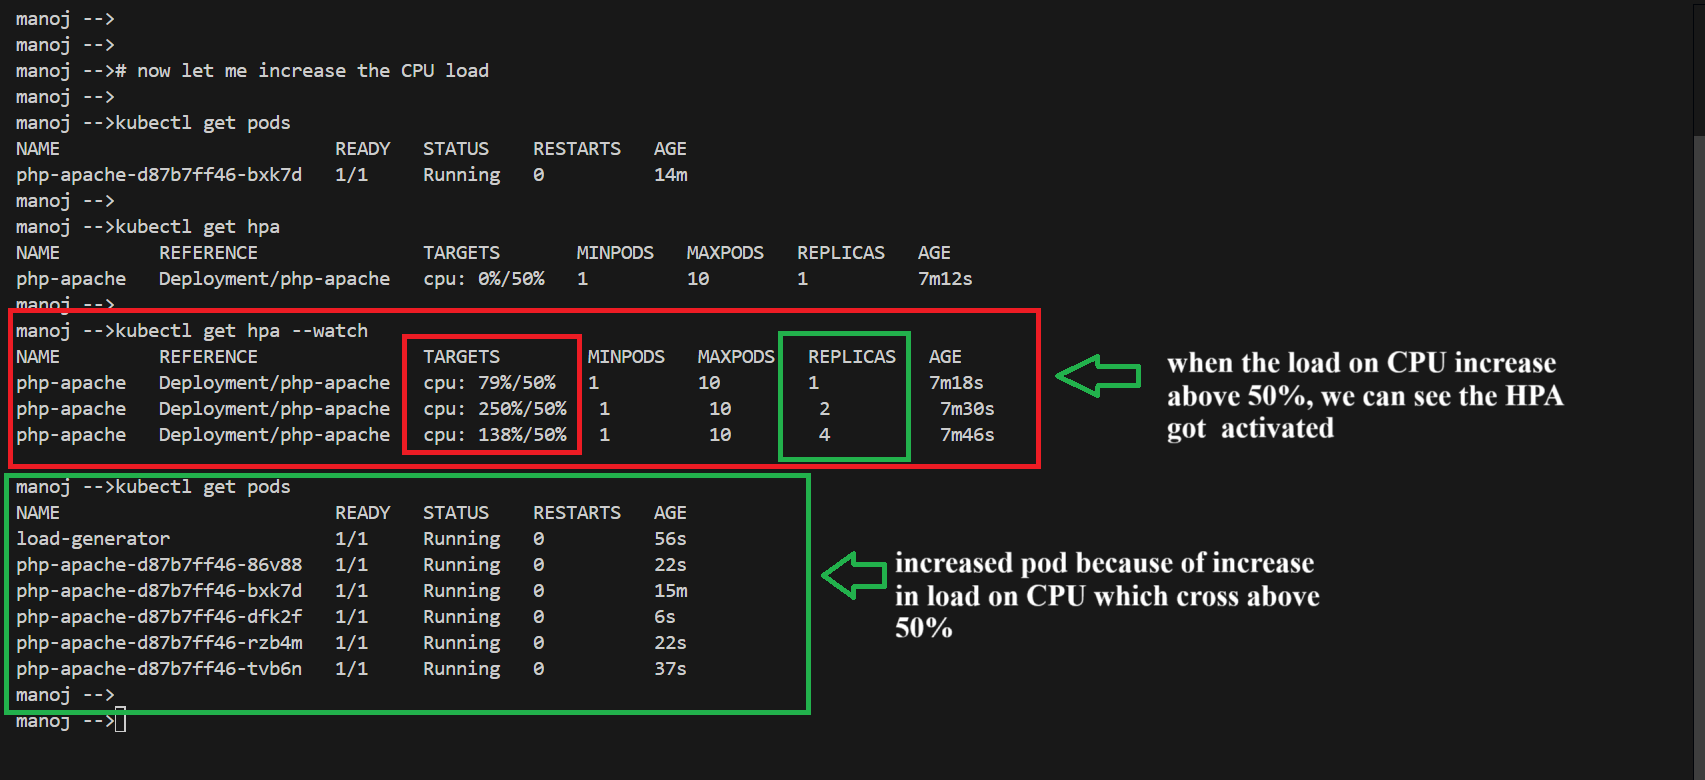 manoj -->
manoj -->
manoj --># now let me increase the CPU load
manoj -->
manoj -->kubectl get pods
NAME                         READY   STATUS    RESTARTS   AGE
php-apache-d87b7ff46-bxk7d   1/1     Running   0          14m
manoj -->
manoj -->kubectl get hpa
NAME         REFERENCE               TARGETS       MINPODS   MAXPODS   REPLICAS   AGE
php-apache   Deployment/php-apache   cpu: 0%/50%   1         10        1          7m12s
manoj -->
manoj -->kubectl get hpa --watch
NAME         REFERENCE               TARGETS        MINPODS   MAXPODS   REPLICAS   AGE
php-apache   Deployment/php-apache   cpu: 79%/50%   1         10        1          7m18s
php-apache   Deployment/php-apache   cpu: 250%/50%   1         10        2          7m30s
php-apache   Deployment/php-apache   cpu: 138%/50%   1         10        4          7m46s
when the load on CPU increase
above 50%, we can see the HPA
got activated
manoj -->kubectl get pods
NAME                         READY   STATUS    RESTARTS   AGE
load-generator               1/1     Running   0          56s
php-apache-d87b7ff46-86v88   1/1     Running   0          22s
php-apache-d87b7ff46-bxk7d   1/1     Running   0          15m
php-apache-d87b7ff46-dfk2f   1/1     Running   0          6s
php-apache-d87b7ff46-rzb4m   1/1     Running   0          22s
php-apache-d87b7ff46-tvb6n   1/1     Running   0          37s
manoj -->
manoj -->
increased pod because of increase
in load on CPU which cross above
50%